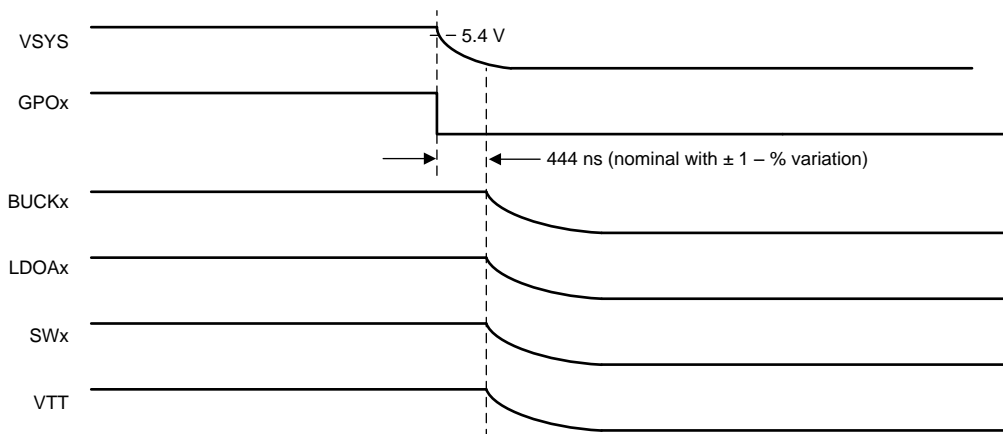 VSYS
5.4 V
GPOx
444 ns (nominal with ± 1 – % variation)
BUCKx
LDOAx
SWx
VTT